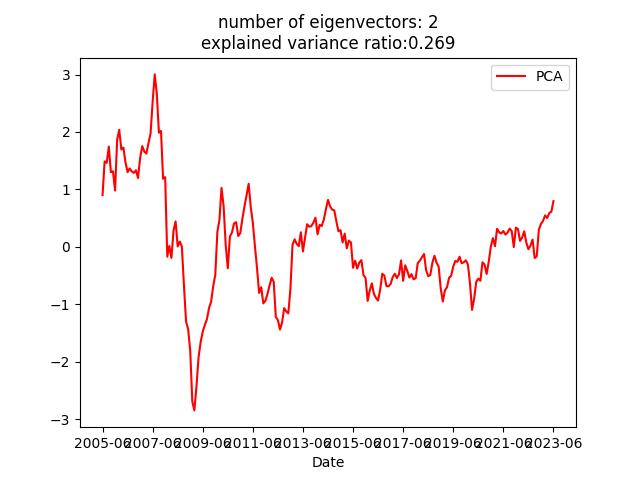 number of eigenvectors: 2
explained variance ratio:0.269
PCA
3
2
1
0
−1
−2
−3
2005-06 2007-06 2009-06 2011-06 2013-06 2015-06 2017-06 2019-06 2021-06 2023-06
Date